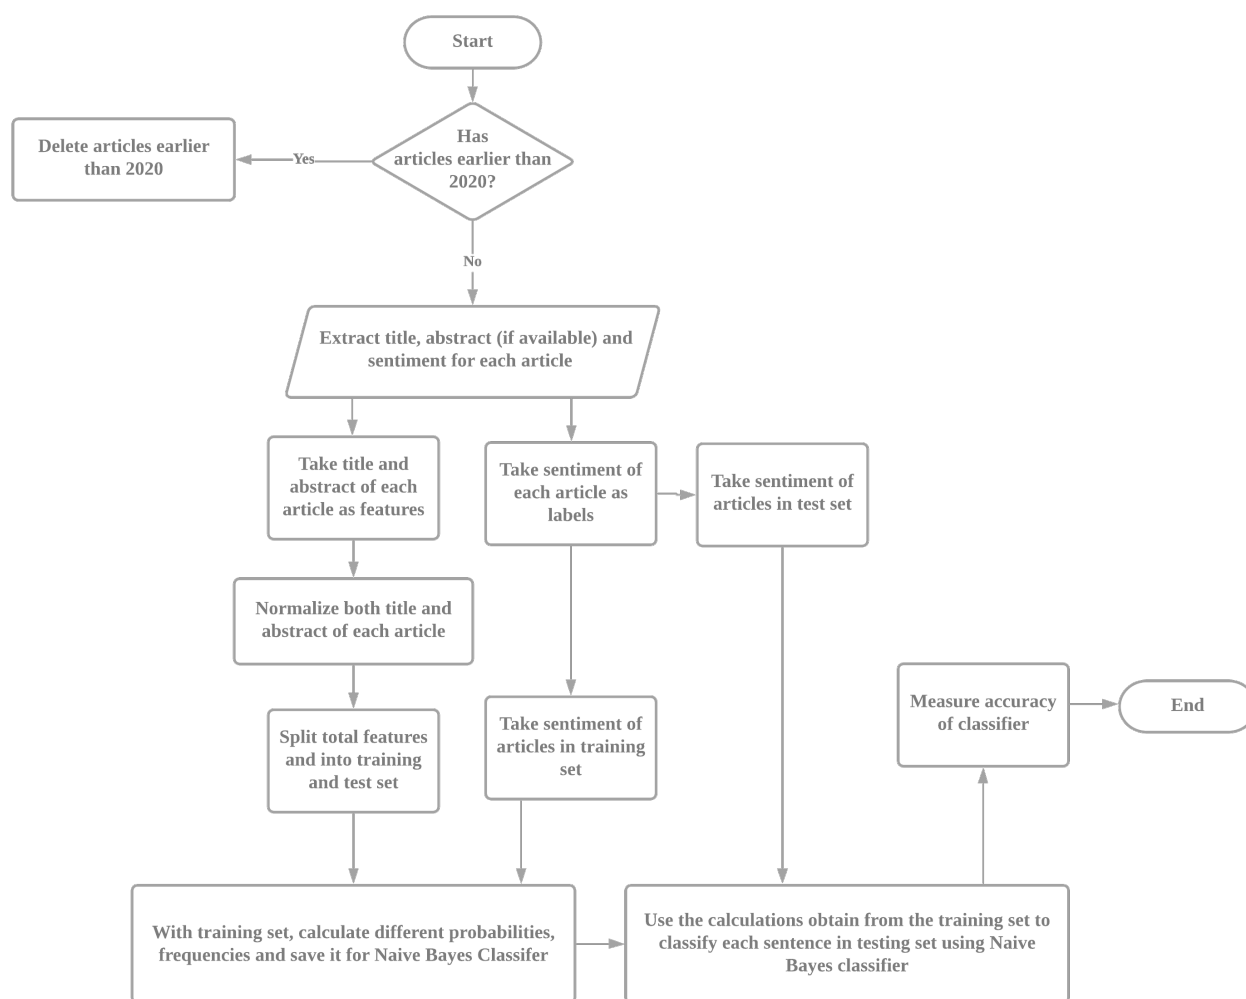 Start
Has
articles earlier than
2020?
Yes
Delete articles earlier
than 2020
No
Extract title, abstract (if available) and
sentiment for each article
Take title and
abstract of each
article as features
Take sentiment of
each article as
labels
Take sentiment of
articles in test set
Normalize both title and
abstract of each article
Split total features
and into training
and test set
Take sentiment of
articles in training
set
Measure accuracy
of classifier
End
With training set, calculate different probabilities,
frequencies and save it for Naive Bayes Classifer
Use the calculations obtain from the training set to
classify each sentence in testing set using Naive
Bayes classifier